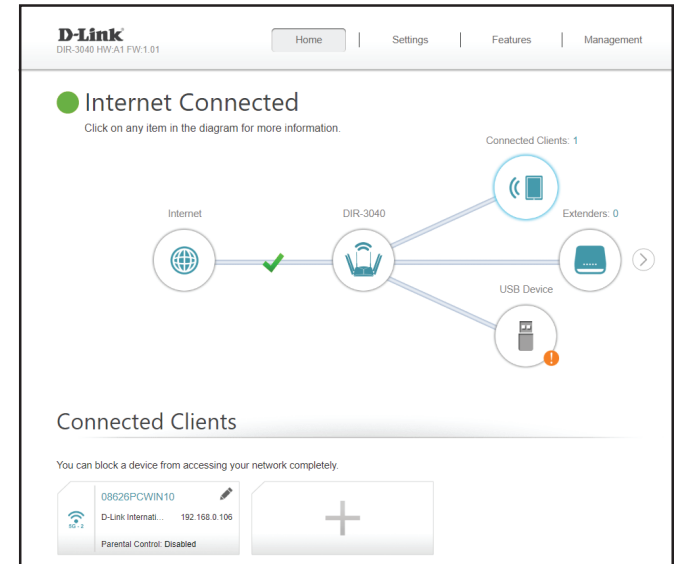 D-Link
DIR-3040 HW:A1 FW:1.01
Home
Settings
Features
Management
Internet Connected
Click on any item in the diagram for more information.
Connected Clients: 1
Internet
DIR-3040
Extenders: 0
USB Device
Connected Clients
You can block a device from accessing your network completely.
08626PCWIN10
D-Link Internati... 192.168.0.106
5G - 2
Parental Control: Disabled